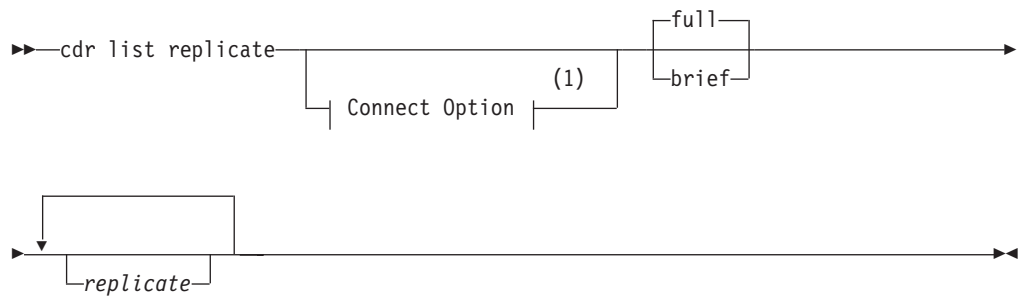 full
cdr list replicate
brief
(1)
Connect Option
replicate